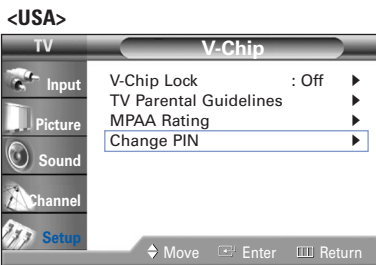 <USA>
TV
V-Chip
Input
Picture
Sound
Channel
Setup
V-Chip Lock : Off
TV Parental Guidelines
MPAA Rating
Change PIN
Move Enter Return